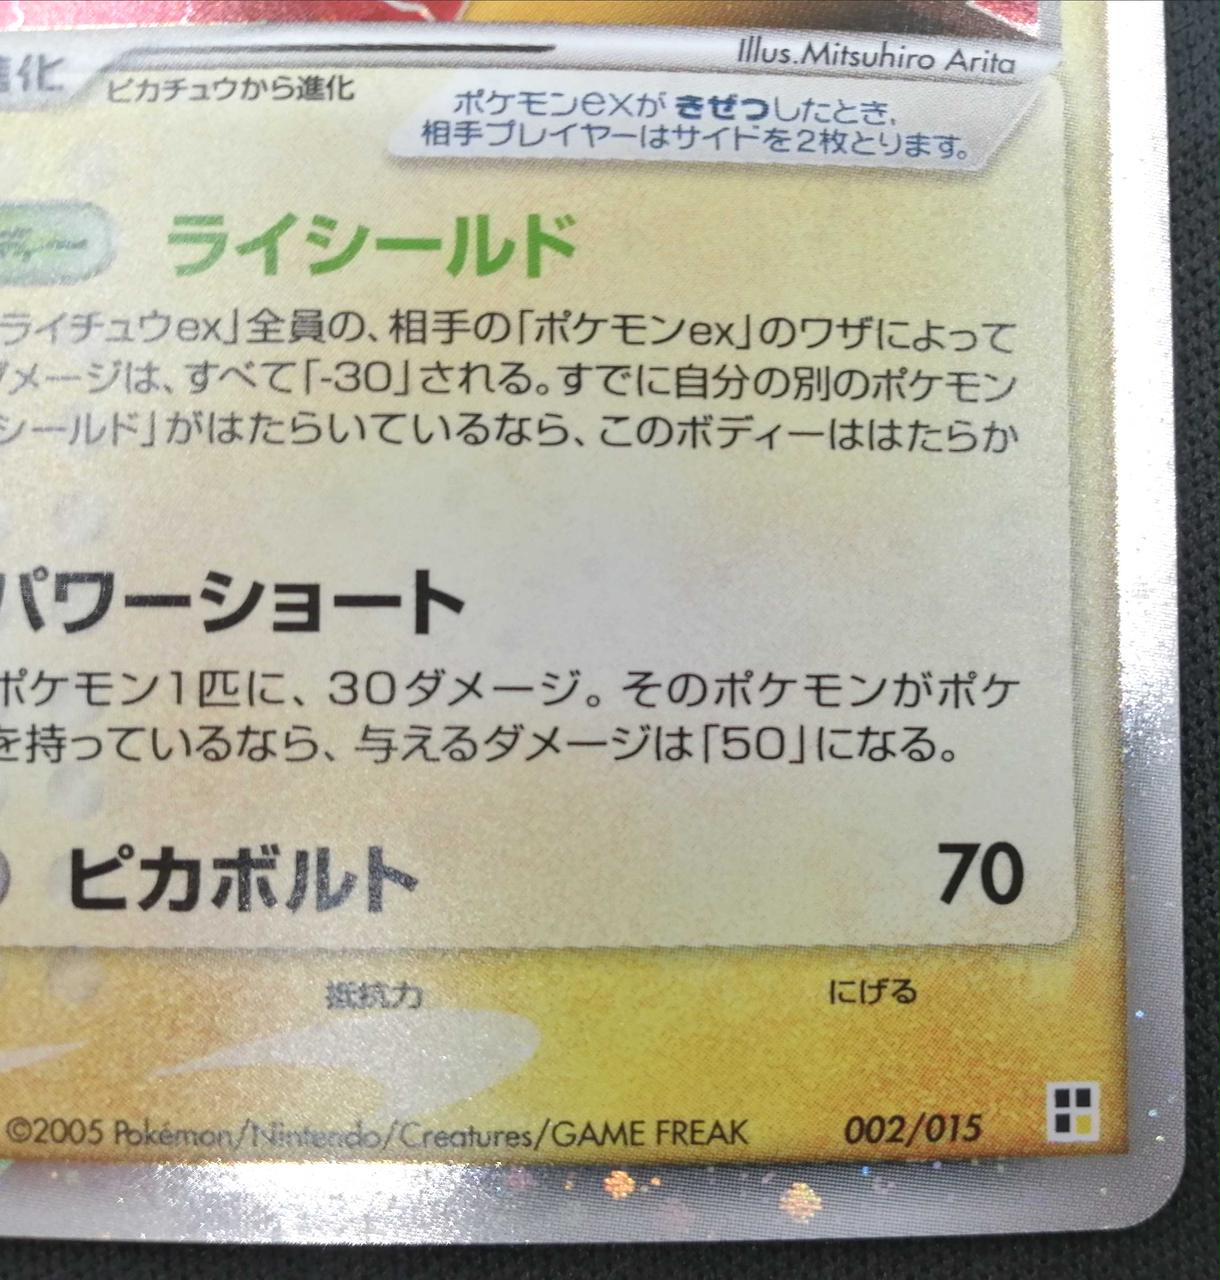 Illus.Mitsuhiro Arita
進化
ピカチュウから進化
ポケモンexが きぜつしたとき、
相手プレイヤーはサイドを2枚とります。
ライシールド
ライチュウex」全員の、相手の「ポケモンex」のワザによって
ダメージは、すべて「-30」される。すでに自分の別のポケモン
シールド」がはたらいているなら、このボディーははたらか
パワーショート
ポケモン1匹に、30ダメージ。そのポケモンがポケ
を持っているなら、与えるダメージは「50」になる。
ピカボルト 70
抵抗力 にげる
©2005 Pokémon/Nintendo/Creatures/GAME FREAK 002/015